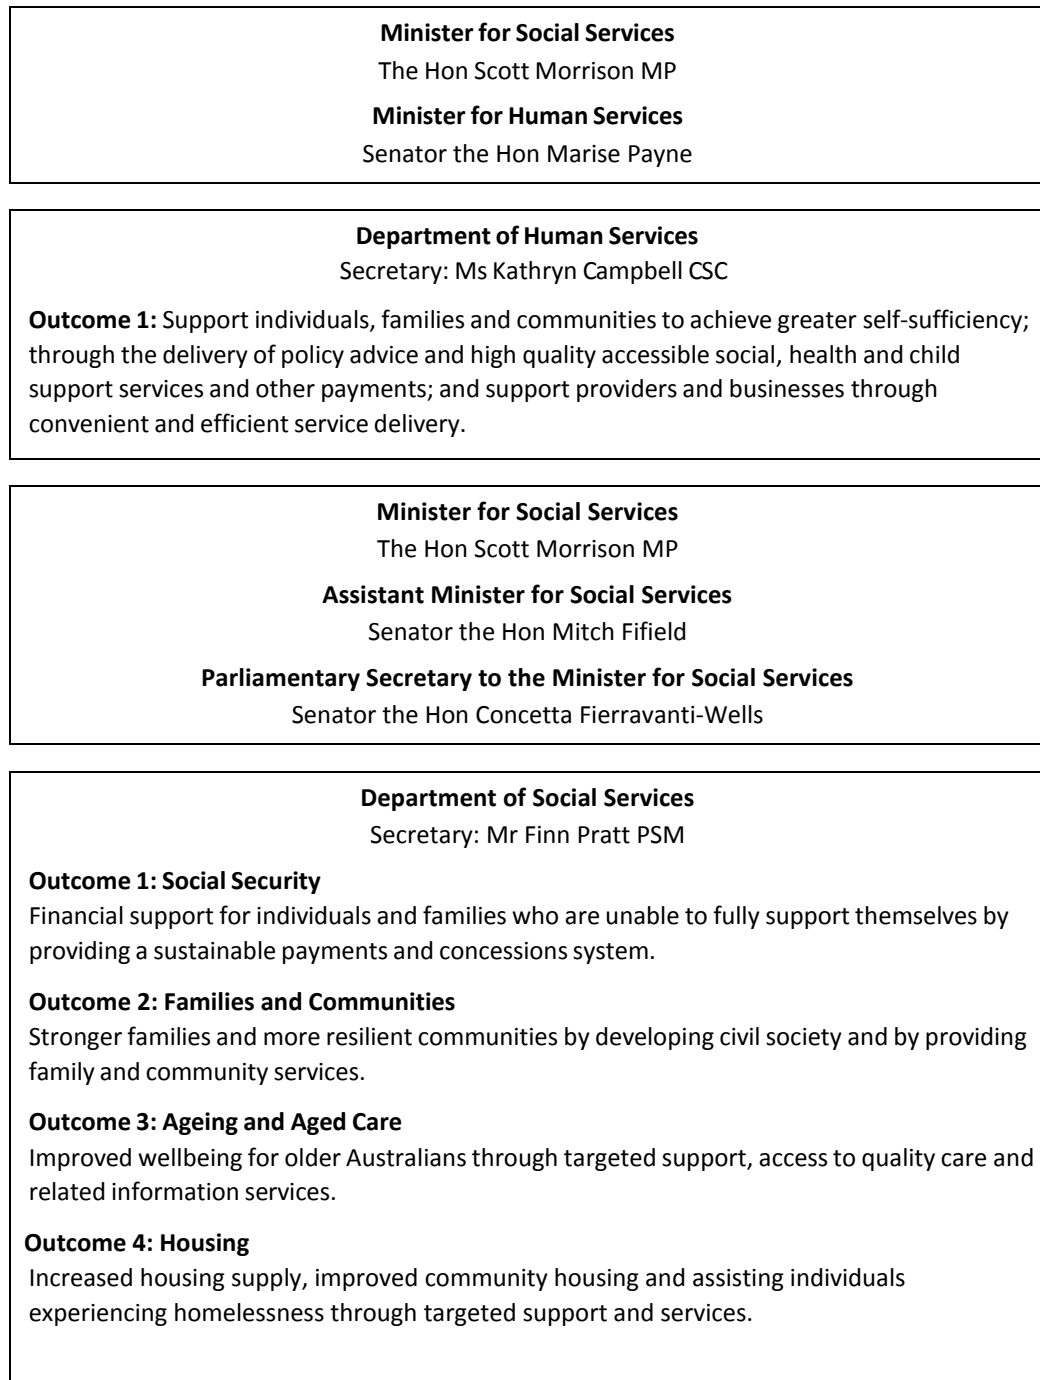 Minister for Social Services
The Hon Scott Morrison MP
Minister for Human Services
Senator the Hon Marise Payne
Department of Human Services
Secretary: Ms Kathryn Campbell CSC
Outcome 1: Support individuals, families and communities to achieve greater self-sufficiency;
through the delivery of policy advice and high quality accessible social, health and child
support services and other payments; and support providers and businesses through
convenient and efficient service delivery.
Minister for Social Services
The Hon Scott Morrison MP
Assistant Minister for Social Services
Senator the Hon Mitch Fifield
Parliamentary Secretary to the Minister for Social Services
Senator the Hon Concetta Fierravanti-Wells
Department of Social Services
Secretary: Mr Finn Pratt PSM
Outcome 1: Social Security
Financial support for individuals and families who are unable to fully support themselves by
providing a sustainable payments and concessions system.
Outcome 2: Families and Communities
Stronger families and more resilient communities by developing civil society and by providing
family and community services.
Outcome 3: Ageing and Aged Care
Improved wellbeing for older Australians through targeted support, access to quality care and
related information services.
Outcome 4: Housing
Increased housing supply, improved community housing and assisting individuals
experiencing homelessness through targeted support and services.